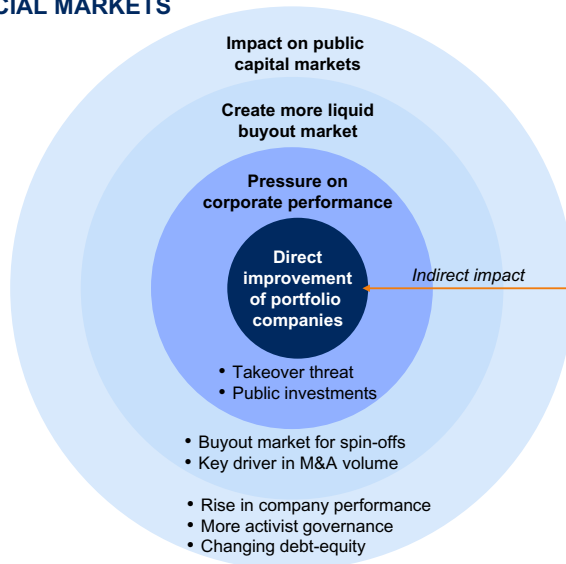 CIAL MARKETS
Impact on public
capital markets
Create more liquid
buyout market
Pressure on
corporate performance
Direct
improvement
of portfolio
companies
Indirect impact
• Takeover threat
• Public investments
• Buyout market for spin-offs
• Key driver in M&A volume
• Rise in company performance
• More activist governance
• Changing debt-equity